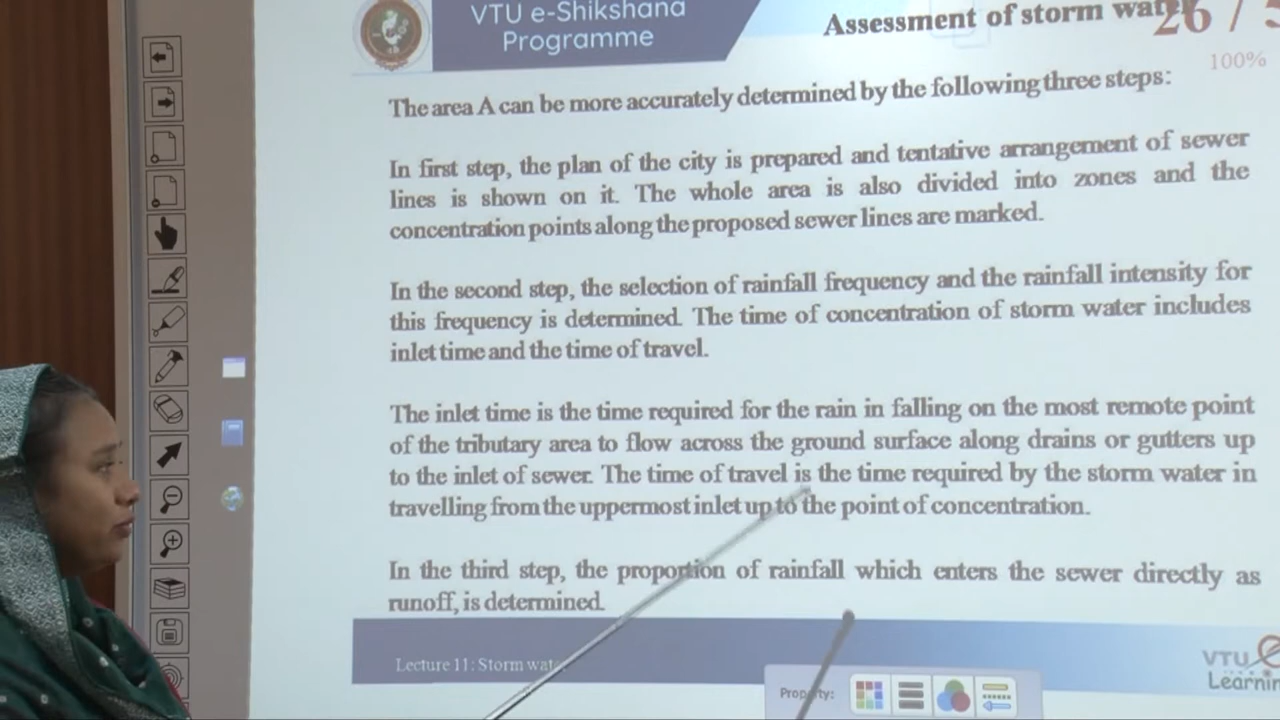 VTU e-Shikshana
Programme
Assessment of storm water
26 / 5
100%
The area A can be more accurately determined by the following three steps:
In first step, the plan of the city is prepared and tentative arrangement of sewer
lines is shown on it. The whole area is also divided into zones and the
concentration points along the proposed sewer lines are marked.
In the second step, the selection of rainfall frequency and the rainfall intensity for
this frequency is determined. The time of concentration of storm water includes
inlet time and the time of travel.
The inlet time is the time required for the rain in falling on the most remote point
of the tributary area to flow across the ground surface along drains or gutters up
to the inlet of sewer. The time of travel is the time required by the storm water in
travelling from the uppermost inlet up to the point of concentration.
In the third step, the proportion of rainfall which enters the sewer directly as
runoff, is determined.
Lecture 11: Storm wat
VTU
Learnin
Property: